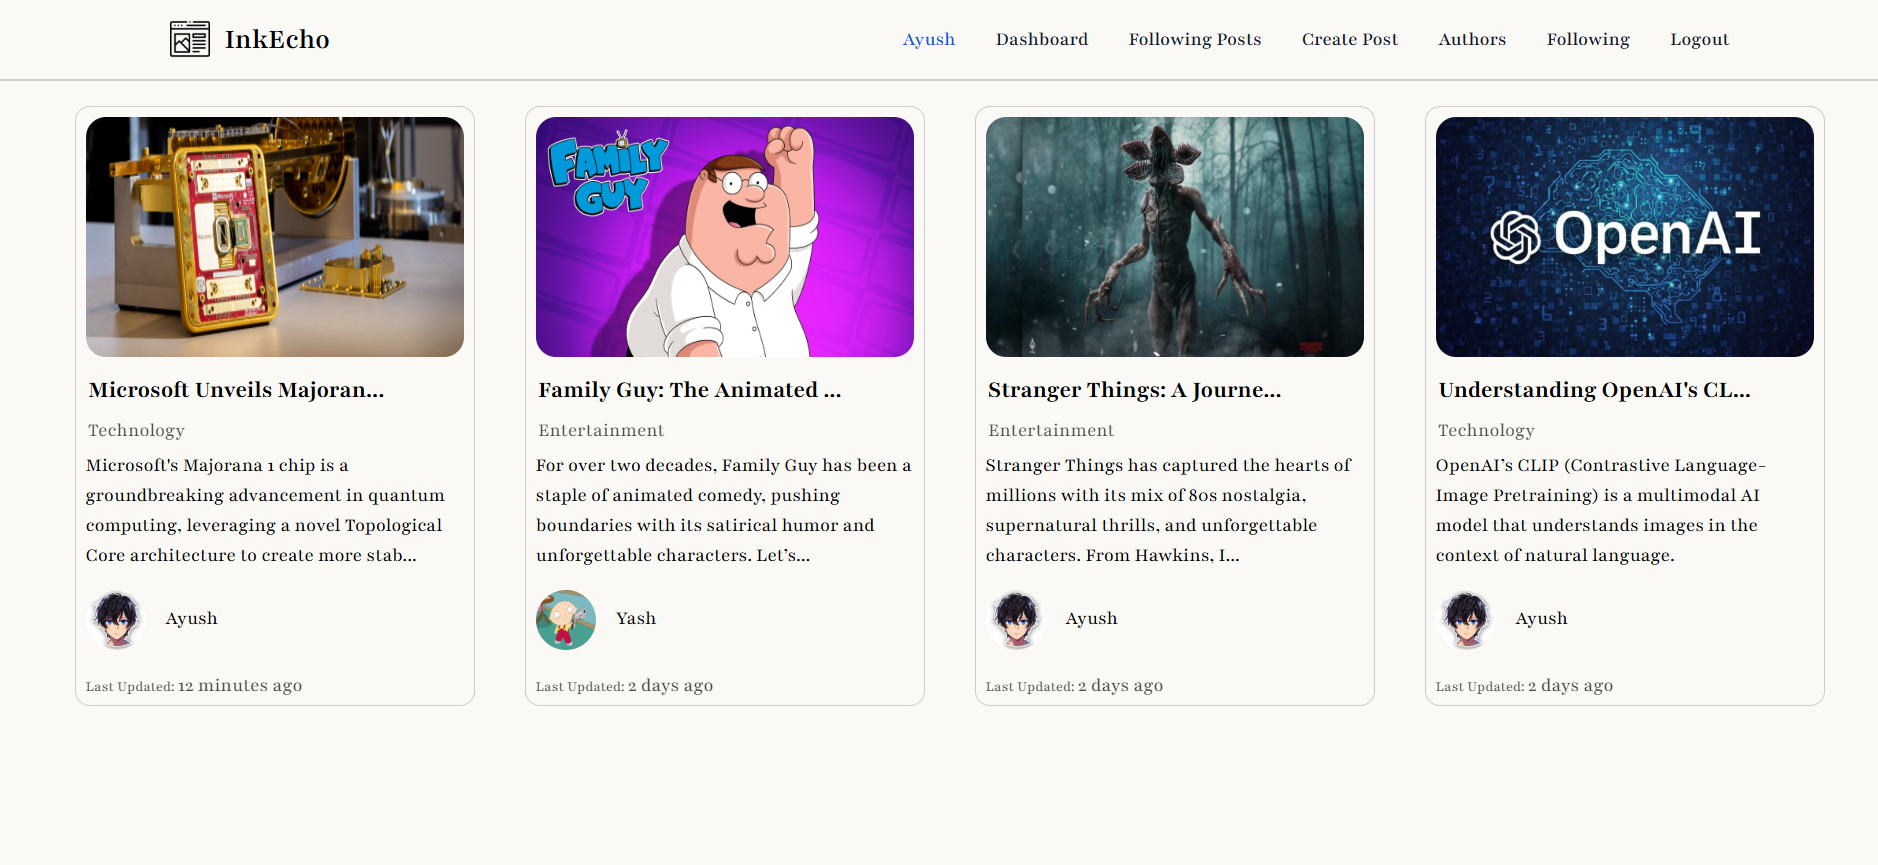 InkEcho
Ayush
Dashboard
Following Posts
Create Post
Authors
Following
Logout
Microsoft Unveils Majoran...
Technology
Microsoft's Majorana 1 chip is a
groundbreaking advancement in quantum
computing, leveraging a novel Topological
Core architecture to create more stab...
Ayush
Last Updated: 12 minutes ago
FAMILY
GUY
Family Guy: The Animated ...
Entertainment
For over two decades, Family Guy has been a
staple of animated comedy, pushing
boundaries with its satirical humor and
unforgettable characters. Let’s...
Yash
Last Updated: 2 days ago
Stranger Things: A Journe...
Entertainment
Stranger Things has captured the hearts of
millions with its mix of 80s nostalgia,
supernatural thrills, and unforgettable
characters. From Hawkins, I...
Ayush
Last Updated: 2 days ago
OpenAI
Understanding OpenAI's CL...
Technology
OpenAI’s CLIP (Contrastive Language-
Image Pretraining) is a multimodal AI
model that understands images in the
context of natural language.
Ayush
Last Updated: 2 days ago